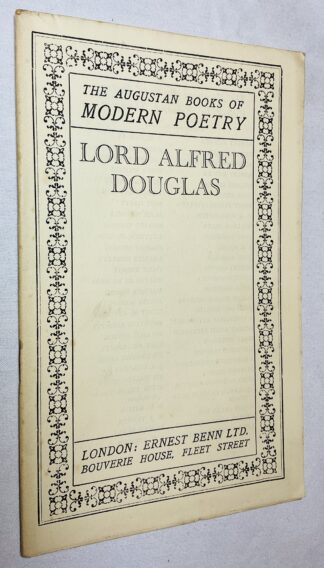 THE AUGUSTAN BOOKS OF
MODERN POETRY
LORD ALFRED
DOUGLAS
LONDON: ERNEST BENN LTD.
BOUVERIE HOUSE, FLEET STREET